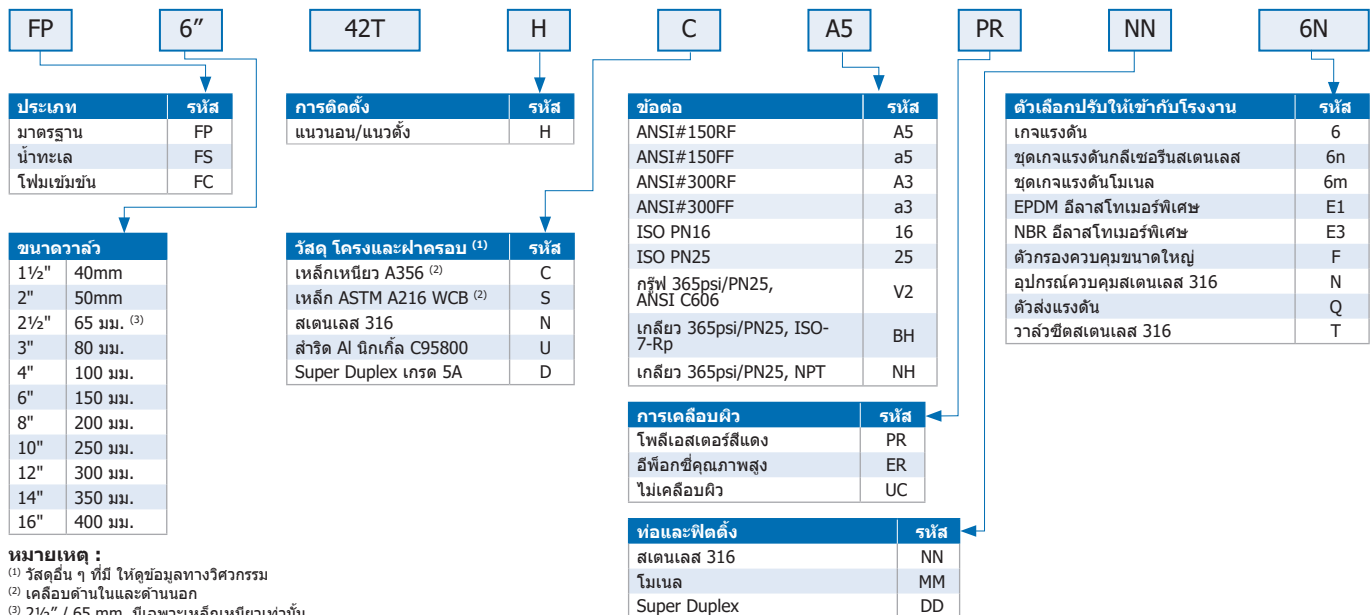 FP 6″ 42T H C A5 PR NN 6N
ประเภท รหัส
มาตรฐาน FP
น้ำทะเล FS
โฟมเข้มข้น FC
ขนาดวาล์ว
1½" 40mm
2" 50mm
2½" 65 มม. (3)
3" 80 มม.
4" 100 มม.
6" 150 มม.
8" 200 มม.
10" 250 มม.
12" 300 มม.
14" 350 มม.
16" 400 มม.
การติดตั้ง รหัส
แนวนอน/แนวตั้ง H
วัสดุ โครงและฝาครอบ (1) รหัส
เหล็กเหนียว A356 (2) C
เหล็ก ASTM A216 WCB (2) S
สเตนเลส 316 N
สำริด Al นิกเกิ้ล C95800 U
Super Duplex เกรด 5A D
ข้อต่อ รหัส
ANSI#150RF A5
ANSI#150FF a5
ANSI#300RF A3
ANSI#300FF a3
ISO PN16 16
ISO PN25 25
กรู๊ฟ 365psi/PN25,
ANSI C606 V2
เกลียว 365psi/PN25, ISO-
7-Rp BH
เกลียว 365psi/PN25, NPT NH
การเคลือบผิว รหัส
โพลีเอสเตอร์สีแดง PR
อีพ็อกซี่คุณภาพสูง ER
ไม่เคลือบผิว UC
ท่อและฟิตติ้ง รหัส
สเตนเลส 316 NN
โมเนล MM
Super Duplex DD
ตัวเลือกปรับให้เข้ากับโรงงาน รหัส
เกจแรงดัน 6
ชุดเกจแรงดันกลีเซอรีนสเตนเลส 6n
ชุดเกจแรงดันโมเนล 6m
EPDM อีลาสโทเมอร์พิเศษ E1
NBR อีลาสโทเมอร์พิเศษ E3
ตัวกรองควบคุมขนาดใหญ่ F
อุปกรณ์ควบคุมสเตนเลส 316 N
ตัวส่งแรงดัน Q
วาล์วซีตสเตนเลส 316 T
หมายเหตุ :
(1) วัสดุอื่น ๆ ที่มี ให้ดูข้อมูลทางวิศวกรรม
(2) เคลือบด้านในและด้านนอก
(3) 2½″ / 65 mm. มีเฉพาะเหล็กเหนียวเท่านั้น